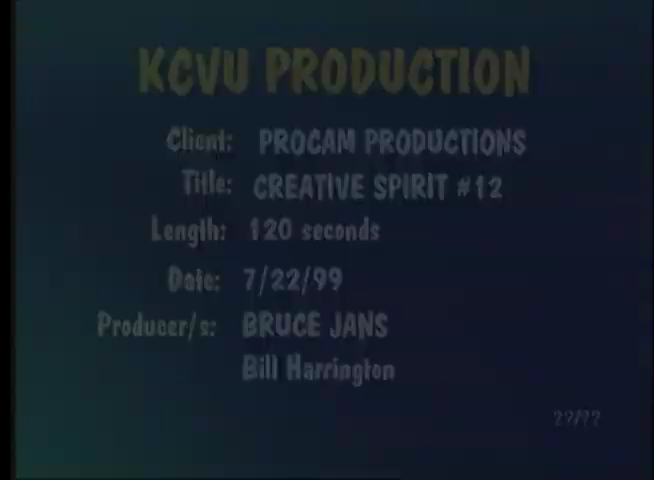 KCVU PRODUCTION
Client: PROCAM PRODUCTIONS
Title: CREATIVE SPIRIT #12
Length: 120 seconds
Date: 7/22/99
Producer/s: BRUCE JANS
Bill Harrington